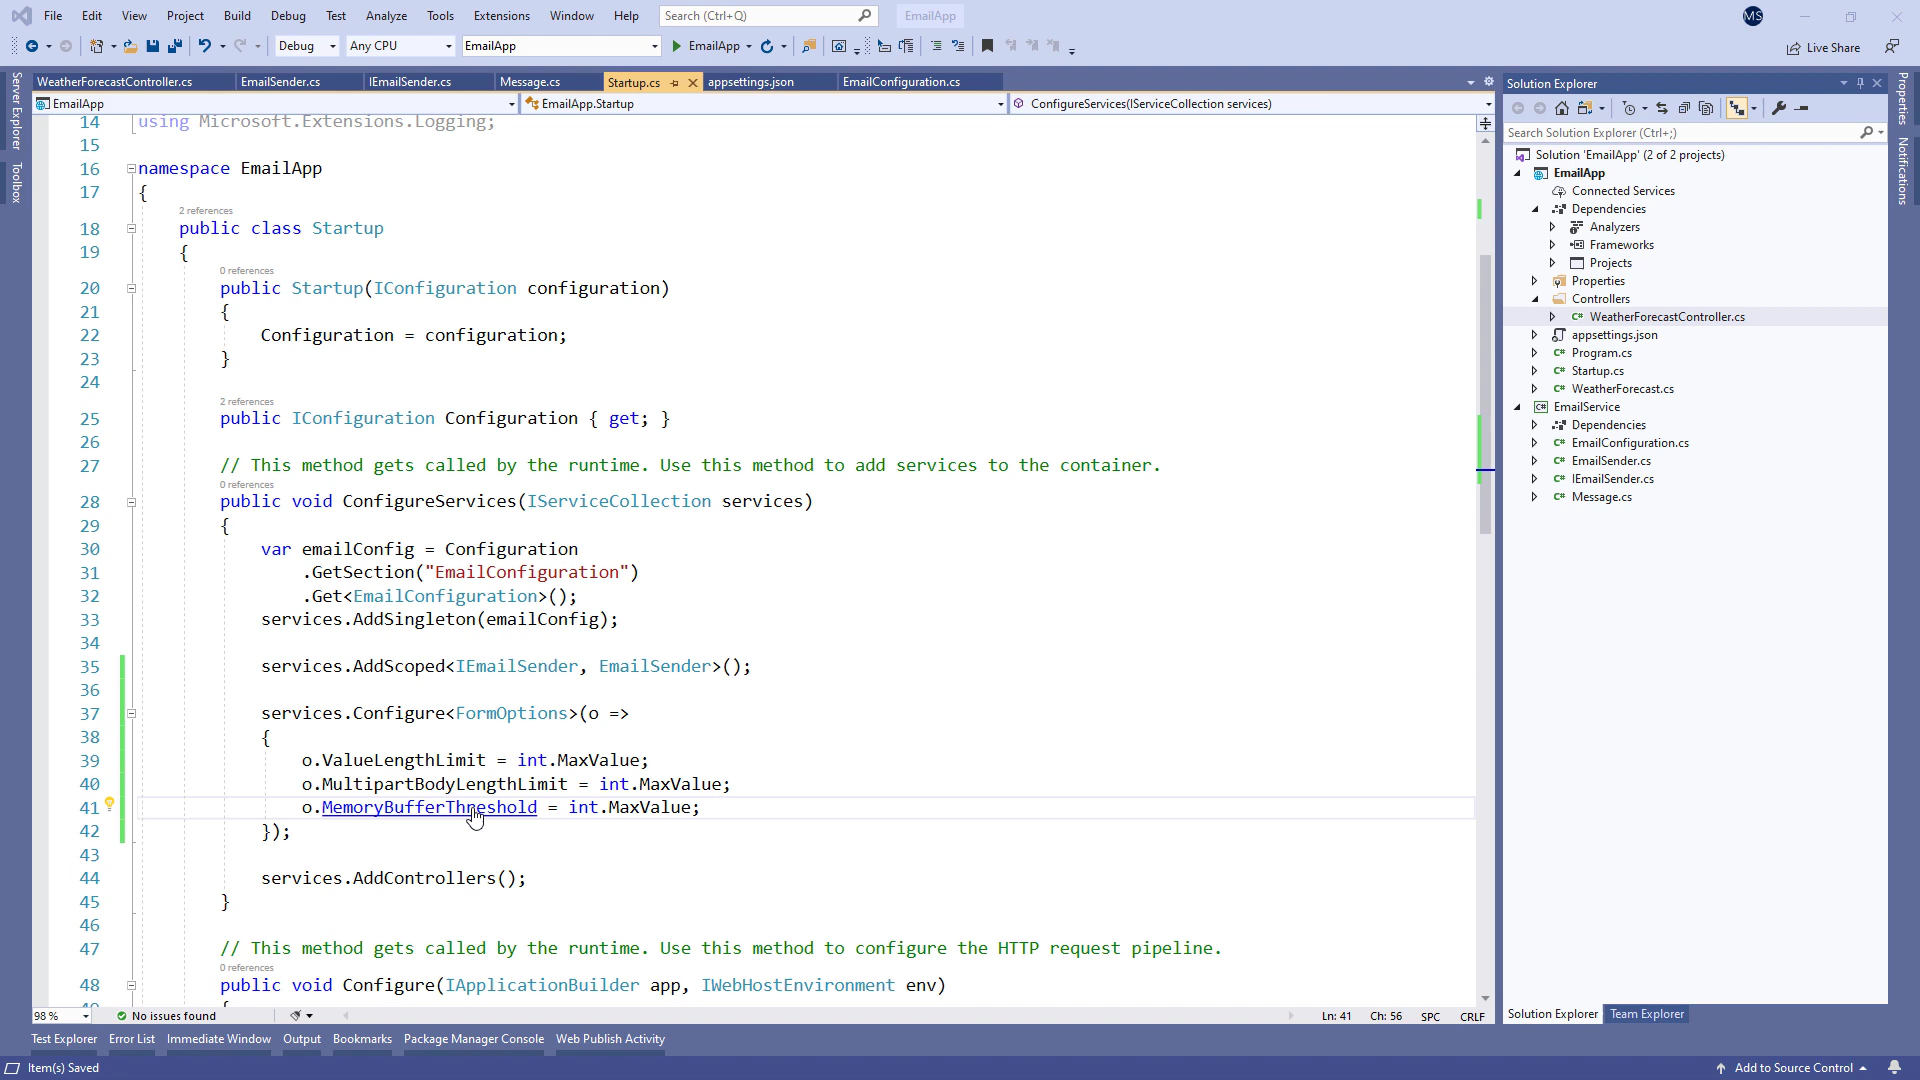 File Edit View Project Build Debug Test Analyze Tools Extensions Window Help Search (Ctrl+Q) EmailApp MS
Debug Any CPU EmailApp EmailApp Live Share
WeatherForecastController.cs EmailSender.cs IEmailSender.cs Message.cs Startup.cs appsettings.json EmailConfiguration.cs
EmailApp EmailApp.Startup ConfigureServices(IServiceCollection services)
Server Explorer
Toolbox
14 using Microsoft.Extensions.Logging;
15
16 namespace EmailApp
17 {
2 references
18 public class Startup
19 {
0 references
20 public Startup(IConfiguration configuration)
21 {
22 Configuration = configuration;
23 }
24
2 references
25 public IConfiguration Configuration { get; }
26
27 // This method gets called by the runtime. Use this method to add services to the container.
0 references
28 public void ConfigureServices(IServiceCollection services)
29 {
30 var emailConfig = Configuration
31 .GetSection("EmailConfiguration")
32 .Get<EmailConfiguration>();
33 services.AddSingleton(emailConfig);
34
35 services.AddScoped<IEmailSender, EmailSender>();
36
37 services.Configure<FormOptions>(o =>
38 {
39 o.ValueLengthLimit = int.MaxValue;
40 o.MultipartBodyLengthLimit = int.MaxValue;
41 o.MemoryBufferThreshold = int.MaxValue;
42 });
43
44 services.AddControllers();
45 }
46
47 // This method gets called by the runtime. Use this method to configure the HTTP request pipeline.
0 references
48 public void Configure(IApplicationBuilder app, IWebHostEnvironment env)
49 {
98 % No issues found Ln: 41 Ch: 56 SPC CRLF
Solution Explorer
Search Solution Explorer (Ctrl+;)
Solution 'EmailApp' (2 of 2 projects)
EmailApp
Connected Services
Dependencies
Analyzers
Frameworks
Projects
Properties
Controllers
C# WeatherForecastController.cs
appsettings.json
C# Program.cs
C# Startup.cs
C# WeatherForecast.cs
C# EmailService
Dependencies
C# EmailConfiguration.cs
C# EmailSender.cs
C# IEmailSender.cs
C# Message.cs
Solution Explorer Team Explorer
Properties
Notifications
Test Explorer Error List Immediate Window Output Bookmarks Package Manager Console Web Publish Activity
Item(s) Saved Add to Source Control